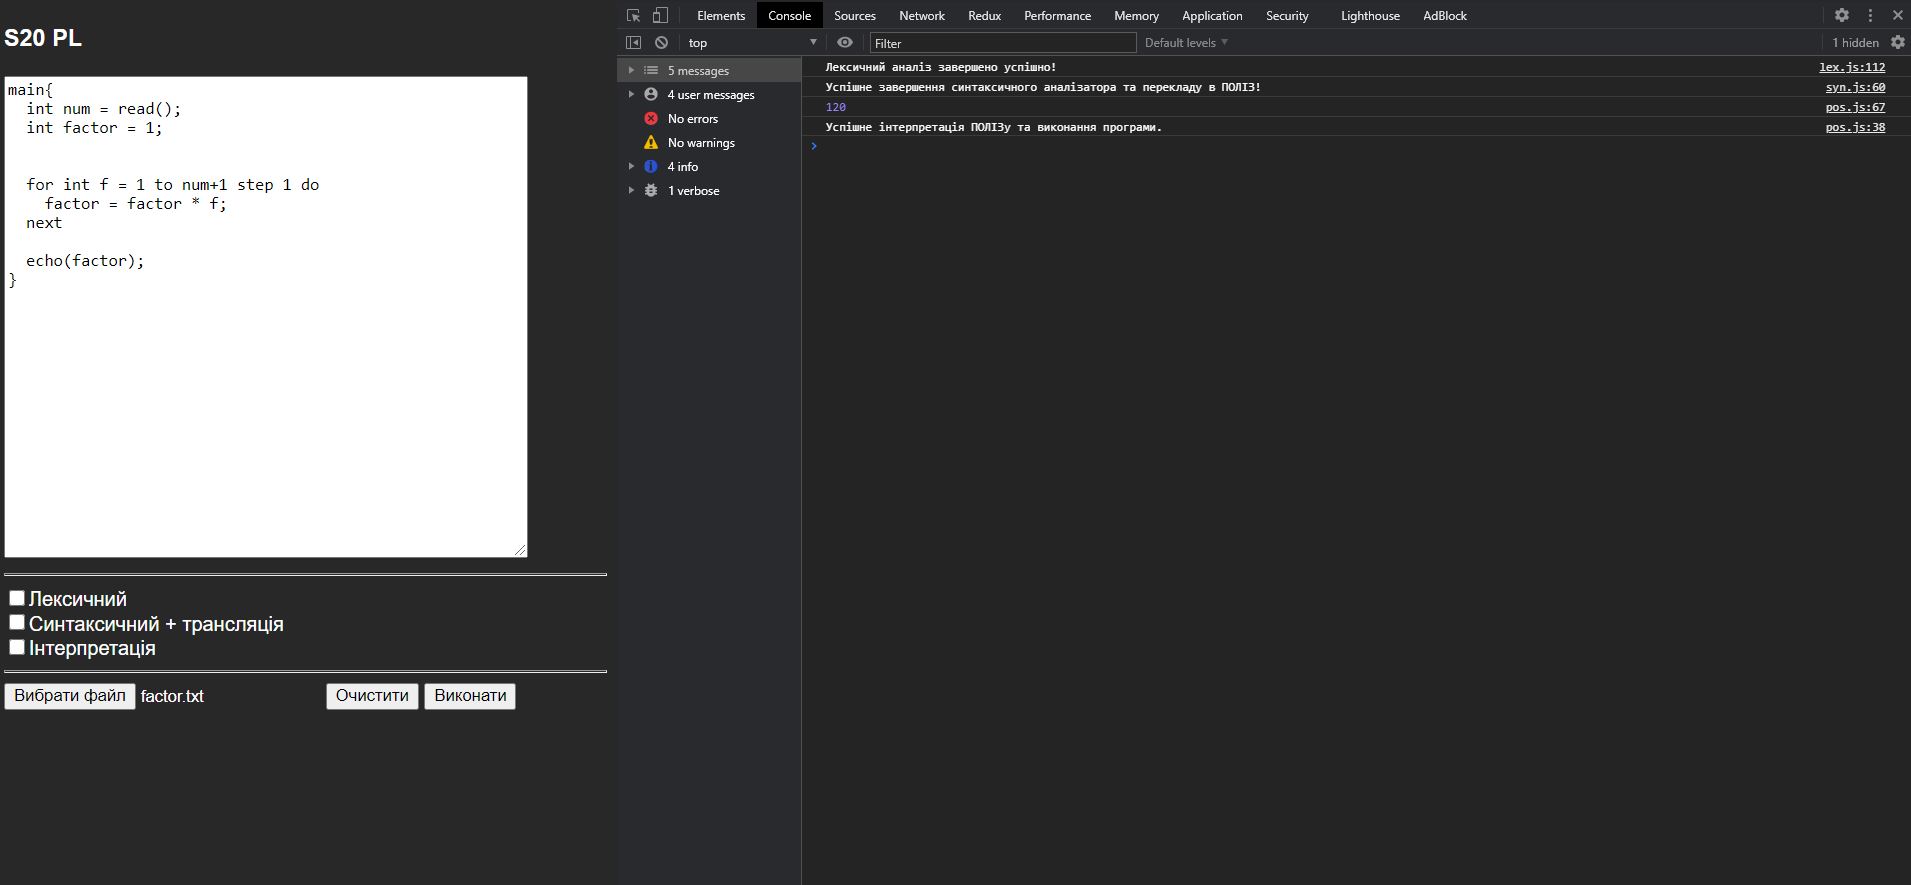 S20 PL
main{
  int num = read();
  int factor = 1;
  for int f = 1 to num+1 step 1 do
    factor = factor * f;
  next
  echo(factor);
}
Лексичний
Синтаксичний + трансляція
Інтерпретація
Вибрати файл factor.txt Очистити Виконати
Elements Console Sources Network Redux Performance Memory Application Security Lighthouse AdBlock
top Filter Default levels 1 hidden
5 messages
4 user messages
No errors
No warnings
4 info
1 verbose
Лексичний аналіз завершено успішно! lex.js:112
Успішне завершення синтаксичного аналізатора та перекладу в ПОЛІЗ! syn.js:60
120 pos.js:67
Успішне інтерпретація ПОЛІЗу та виконання програми. pos.js:38